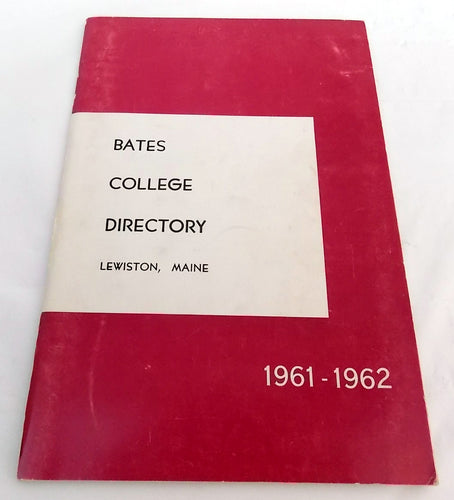 BATES
COLLEGE
DIRECTORY
LEWISTON, MAINE
1961-1962